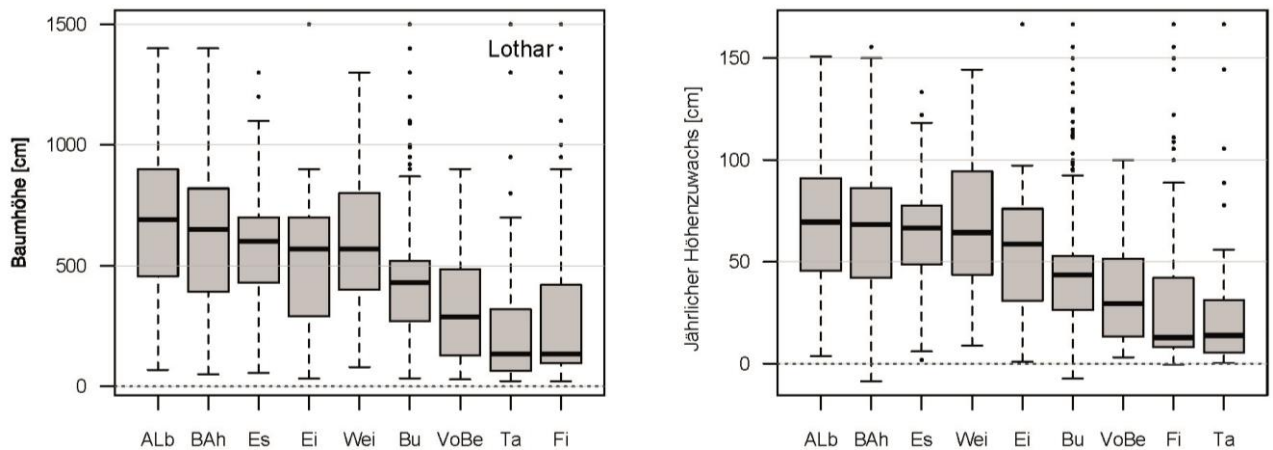 Baumhöhe [cm]
1500
1000
500
0
Lothar
ALb BAh Es Ei Wei Bu VoBe Ta Fi
Jährlicher Höhenzuwachs [cm]
150
100
50
0
ALb BAh Es Wei Ei Bu VoBe Fi Ta